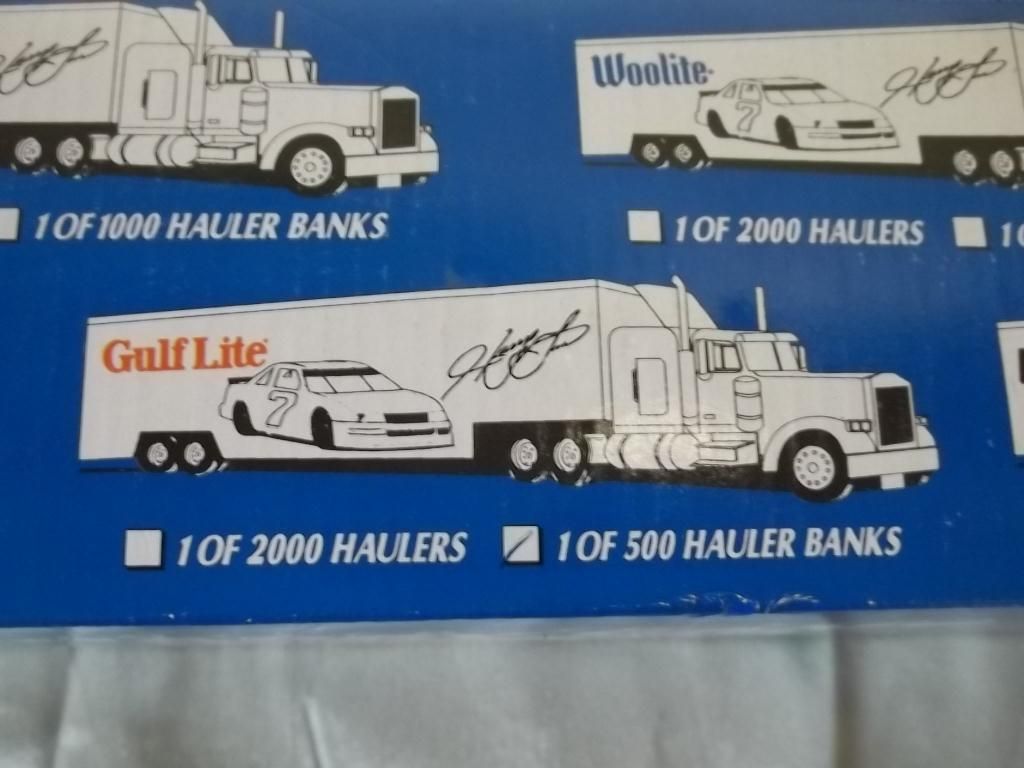 Woolite
7
1 OF 1000 HAULER BANKS
1 OF 2000 HAULERS
Gulf Lite
7
1 OF 2000 HAULERS
1 OF 500 HAULER BANKS